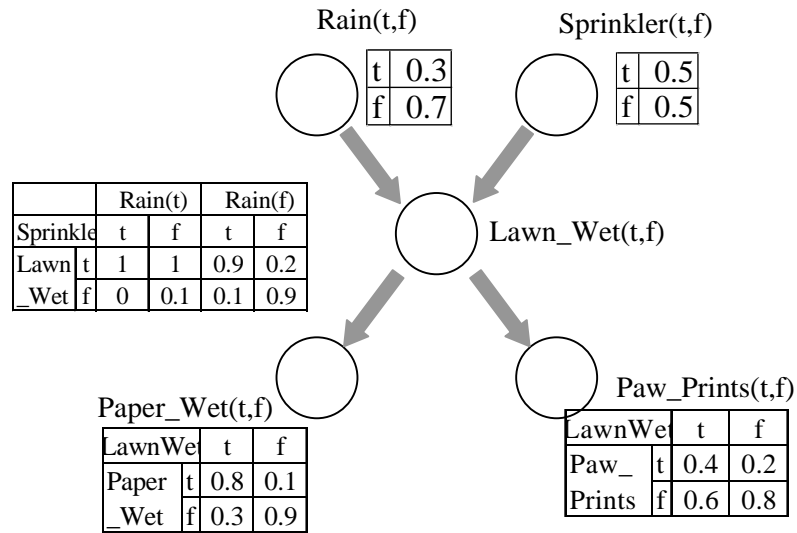 Rain(t,f)
t 0.3
f 0.7
Sprinkler(t,f)
t 0.5
f 0.5
Rain(t) Rain(f)
Sprinkle t f t f
Lawn t 1 1 0.9 0.2
_Wet f 0 0.1 0.1 0.9
Lawn_Wet(t,f)
Paper_Wet(t,f)
LawnWet t f
Paper t 0.8 0.1
_Wet f 0.3 0.9
Paw_Prints(t,f)
LawnWet t f
Paw_ t 0.4 0.2
Prints f 0.6 0.8